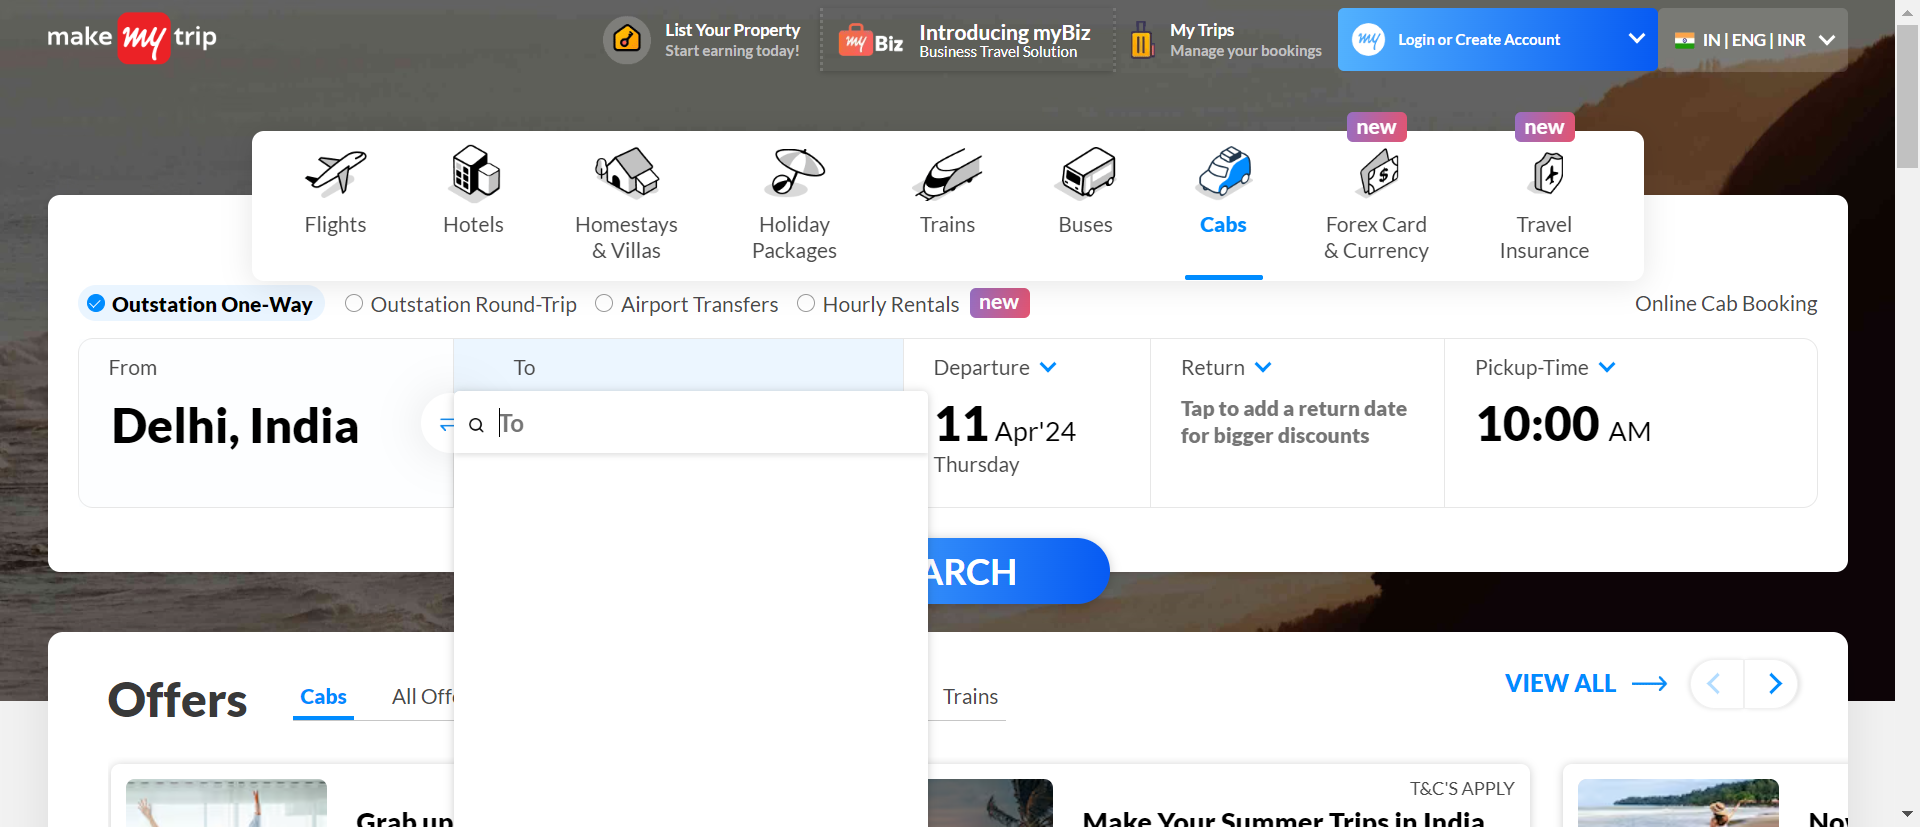 make my trip
List Your Property
Start earning today!
my Biz
Introducing myBiz
Business Travel Solution
My Trips
Manage your bookings
my
Login or Create Account
IN | ENG | INR
new
new
Flights
Hotels
Homestays
& Villas
Holiday
Packages
Trains
Buses
Cabs
Forex Card
& Currency
Travel
Insurance
Outstation One-Way
Outstation Round-Trip
Airport Transfers
Hourly Rentals
new
Online Cab Booking
From
Delhi, India
To
To
Departure
11 Apr'24
Thursday
Return
Tap to add a return date
for bigger discounts
Pickup-Time
10:00 AM
ARCH
Offers
Cabs
All Off
Trains
VIEW ALL
T&C'S APPLY
Grab up
Make Your Summer Trips in India